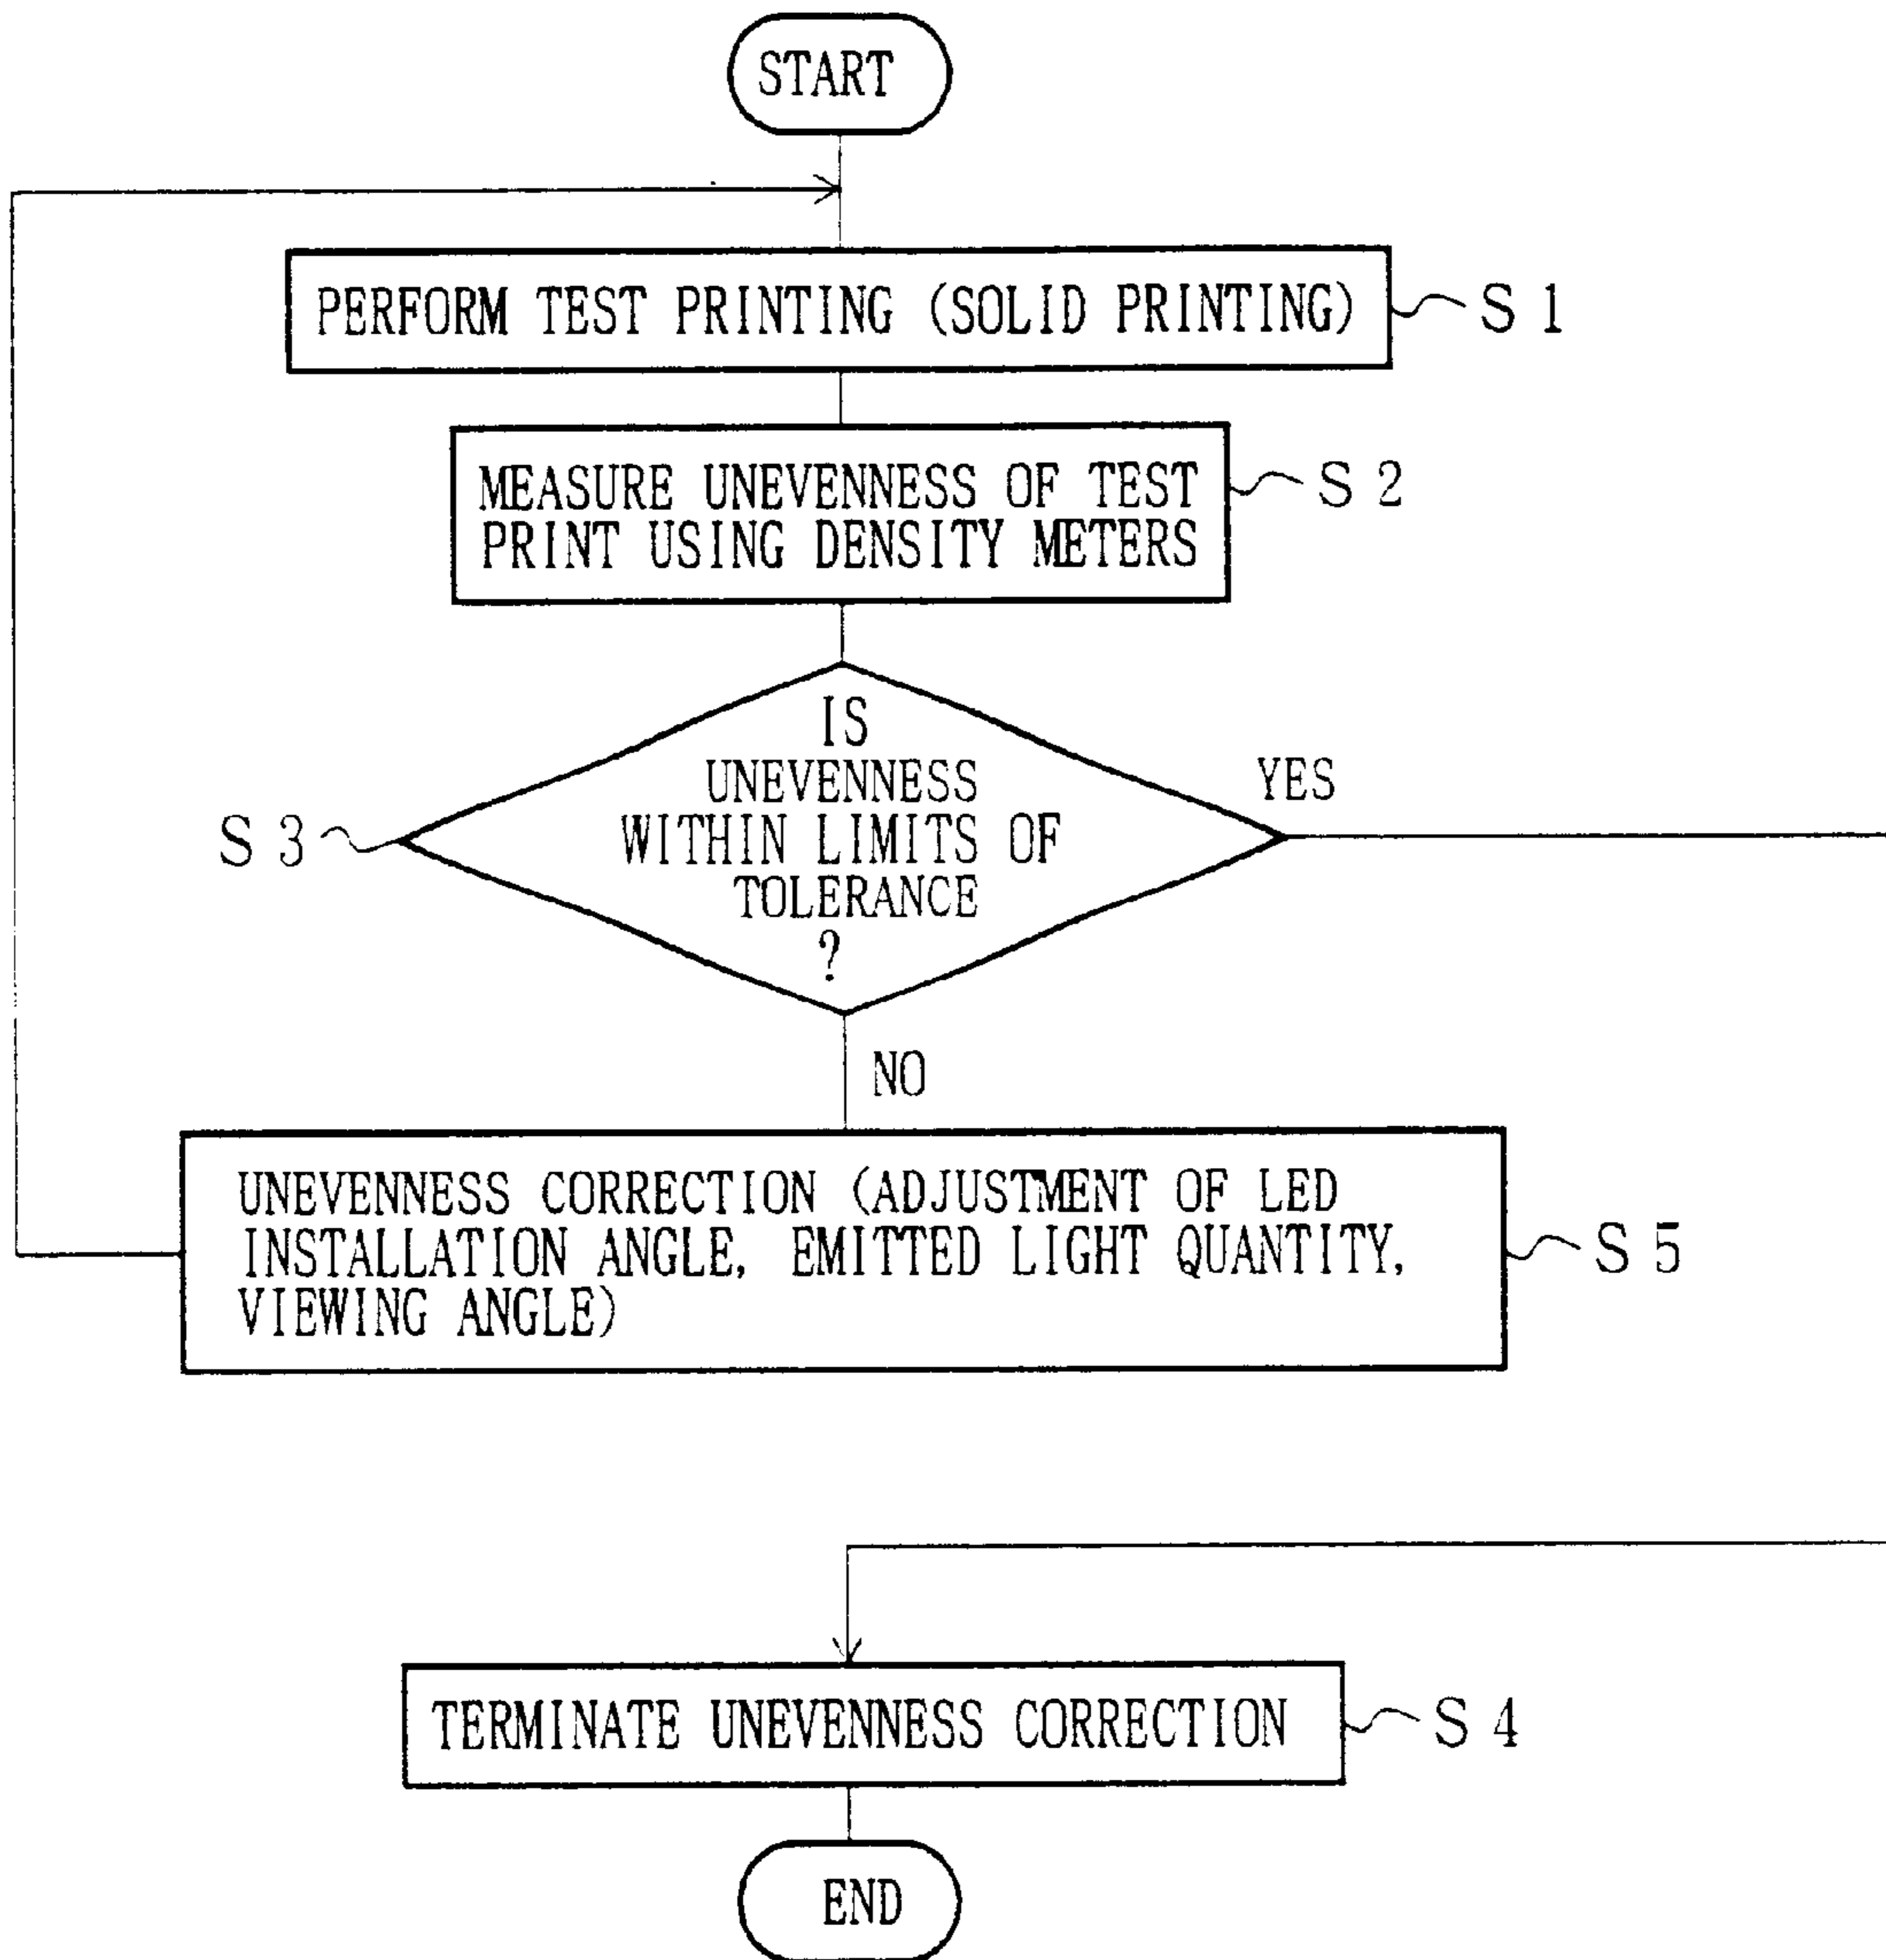 START
PERFORM TEST PRINTING (SOLID PRINTING)
S 1
MEASURE UNEVENNESS OF TEST
PRINT USING DENSITY METERS
S 2
IS
UNEVENNESS
WITHIN LIMITS OF
TOLERANCE
?
S 3
YES
NO
UNEVENNESS CORRECTION (ADJUSTMENT OF LED
INSTALLATION ANGLE, EMITTED LIGHT QUANTITY,
VIEWING ANGLE)
S 5
TERMINATE UNEVENNESS CORRECTION
S 4
END